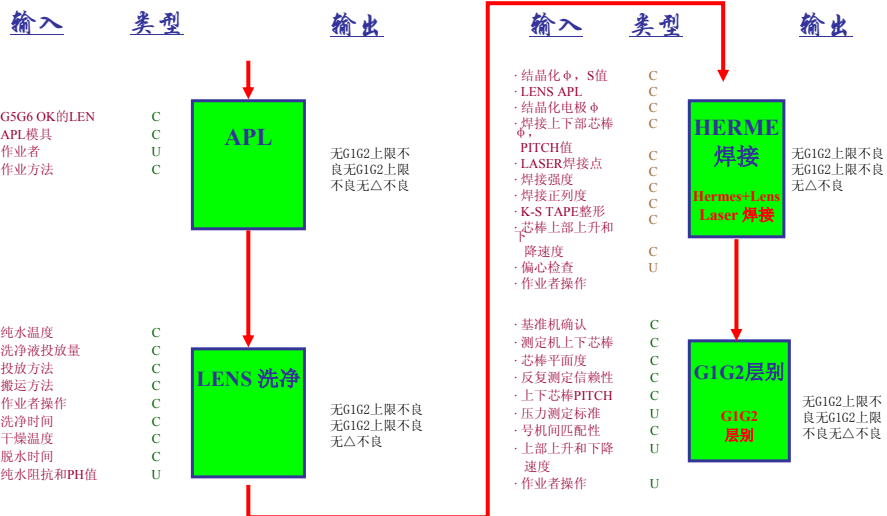 输入 类型 输出
G5G6 OK的LEN C
APL模具 C
作业者 U
作业方法 C
APL
无G1G2上限不
良无G1G2上限
不良无△不良
纯水温度 C
洗净液投放量 C
投放方法 C
搬运方法 C
作业者操作 C
洗净时间 C
干燥温度 C
脱水时间 C
纯水阻抗和PH值 U
LENS 洗净
无G1G2上限不良
无G1G2上限不良
无△不良
输入 类型 输出
· 结晶化φ，S值 C
· LENS APL C
· 结晶化电极φ C
· 焊接上下部芯棒 C
φ，
PITCH值
· LASER焊接点 C
· 焊接强度 C
· 焊接正列度 C
· K-S TAPE整形 C
· 芯棒上部上升和 C
下
降速度 C
· 偏心检查 U
· 作业者操作
HERME
焊接
Hermes+Lens
Laser 焊接
无G1G2上限不良
无G1G2上限不良
无△不良
· 基准机确认 C
· 测定机上下芯棒 C
· 芯棒平面度 C
· 反复测定信赖性 C
· 上下芯棒PITCH C
· 压力测定标准 U
· 号机间匹配性 C
· 上部上升和下降 U
速度
· 作业者操作 U
G1G2层别
G1G2
层别
无G1G2上限不
良无G1G2上限
不良无△不良